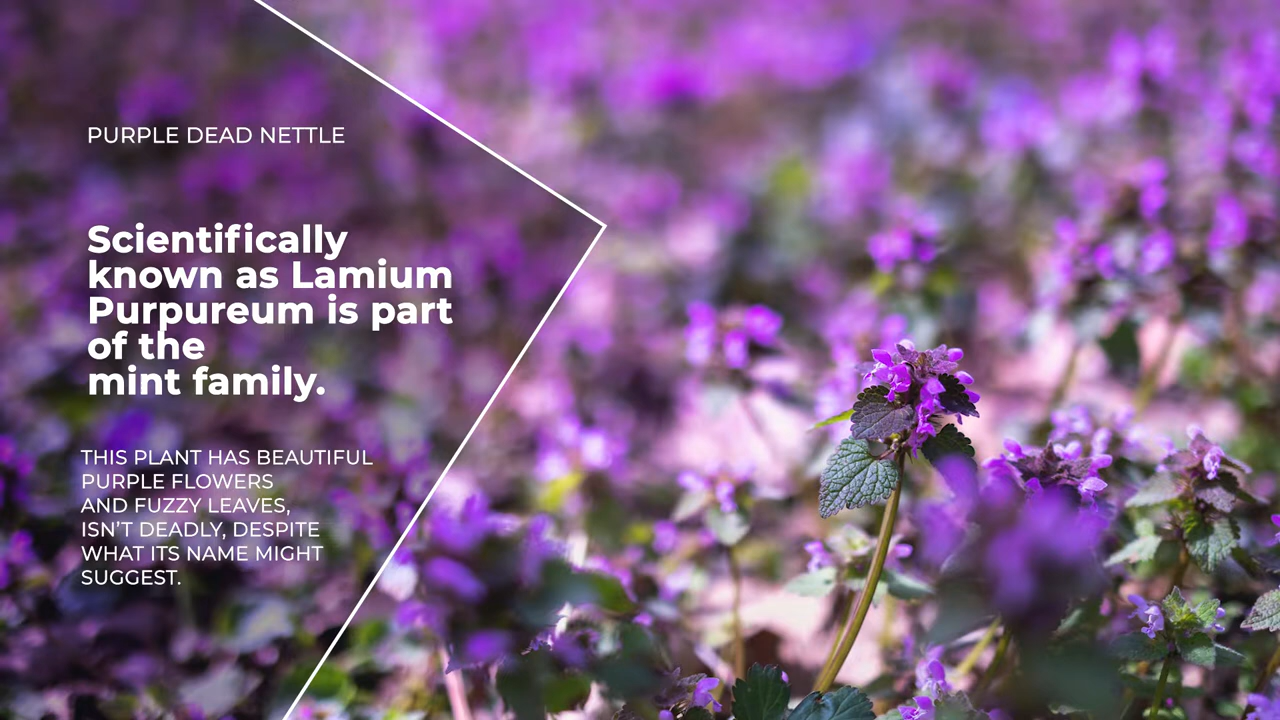 PURPLE DEAD NETTLE
Scientifically
known as Lamium
Purpureum is part
of the
mint family.
THIS PLANT HAS BEAUTIFUL
PURPLE FLOWERS
AND FUZZY LEAVES,
ISN’T DEADLY, DESPITE
WHAT ITS NAME MIGHT
SUGGEST.